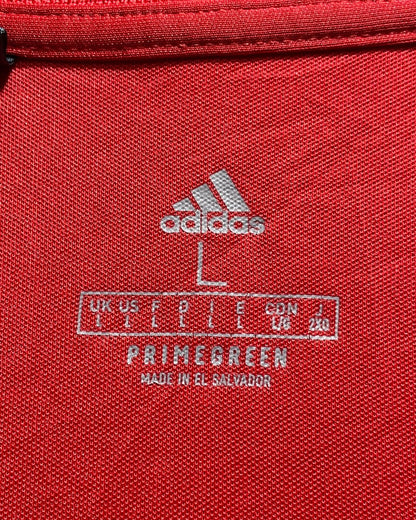 adidas
L
UK US F D I E CDN J
L L L L L L L/G 2XO
PRIMEGREEN
MADE IN EL SALVADOR